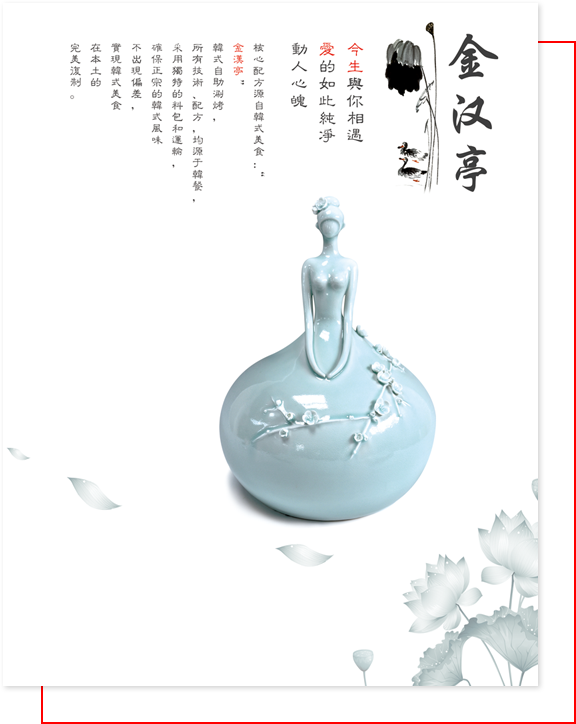 金汉亭
今生與你相遇
愛的如此純凈
動人心魄
核心配方源自韓式美食：“
金漢亭”
韓式自助涮烤，
所有技術、配方，均源于韓餐，
采用獨特的料包和運輸，
確保正宗的韓式風味
不出現偏差，
實現韓式美食
在本土的
完美復制。